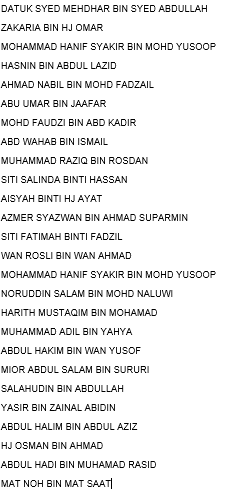 DATUK SYED MEHDHAR BIN SYED ABDULLAH
ZAKARIA BIN HJ OMAR
MOHAMMAD HANIF SYAKIR BIN MOHD YUSOOP
HASNIN BIN ABDUL LAZID
AHMAD NABIL BIN MOHD FADZAIL
ABU UMAR BIN JAAFAR
MOHD FAUDZI BIN ABD KADIR
ABD WAHAB BIN ISMAIL
MUHAMMAD RAZIQ BIN ROSDAN
SITI SALINDA BINTI HASSAN
AISYAH BINTI HJ AYAT
AZMER SYAZWAN BIN AHMAD SUPARMIN
SITI FATIMAH BINTI FADZIL
WAN ROSLI BIN WAN AHMAD
MOHAMMAD HANIF SYAKIR BIN MOHD YUSOOP
NORUDDIN SALAM BIN MOHD NALUWI
HARITH MUSTAQIM BIN MOHAMAD
MUHAMMAD ADIL BIN YAHYA
ABDUL HAKIM BIN WAN YUSOF
MIOR ABDUL SALAM BIN SURURI
SALAHUDIN BIN ABDULLAH
YASIR BIN ZAINAL ABIDIN
ABDUL HALIM BIN ABDUL AZIZ
HJ OSMAN BIN AHMAD
ABDUL HADI BIN MUHAMAD RASID
MAT NOH BIN MAT SAAT